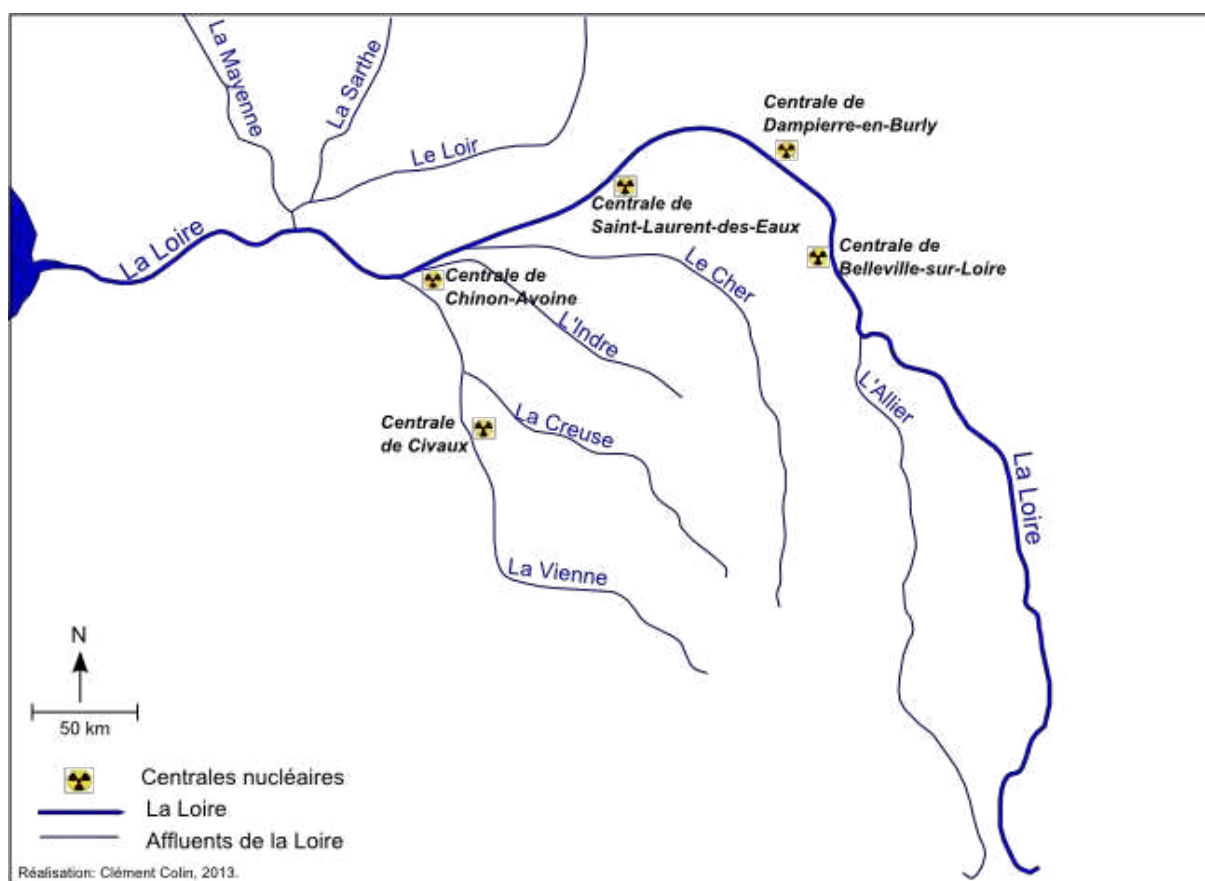 La Mayenne
La Sarthe
Le Loir
Centrale de
Dampierre-en-Burly
Centrale de
Saint-Laurent-des-Eaux
La Loire
Le Cher
Centrale de
Belleville-sur-Loire
Centrale de
Chinon-Avoine
L'Indre
L'Allier
Centrale
de Civaux
La Creuse
La Loire
La Vienne
N
50 km
Centrales nucléaires
La Loire
Affluents de la Loire
Réalisation: Clément Colin, 2013.